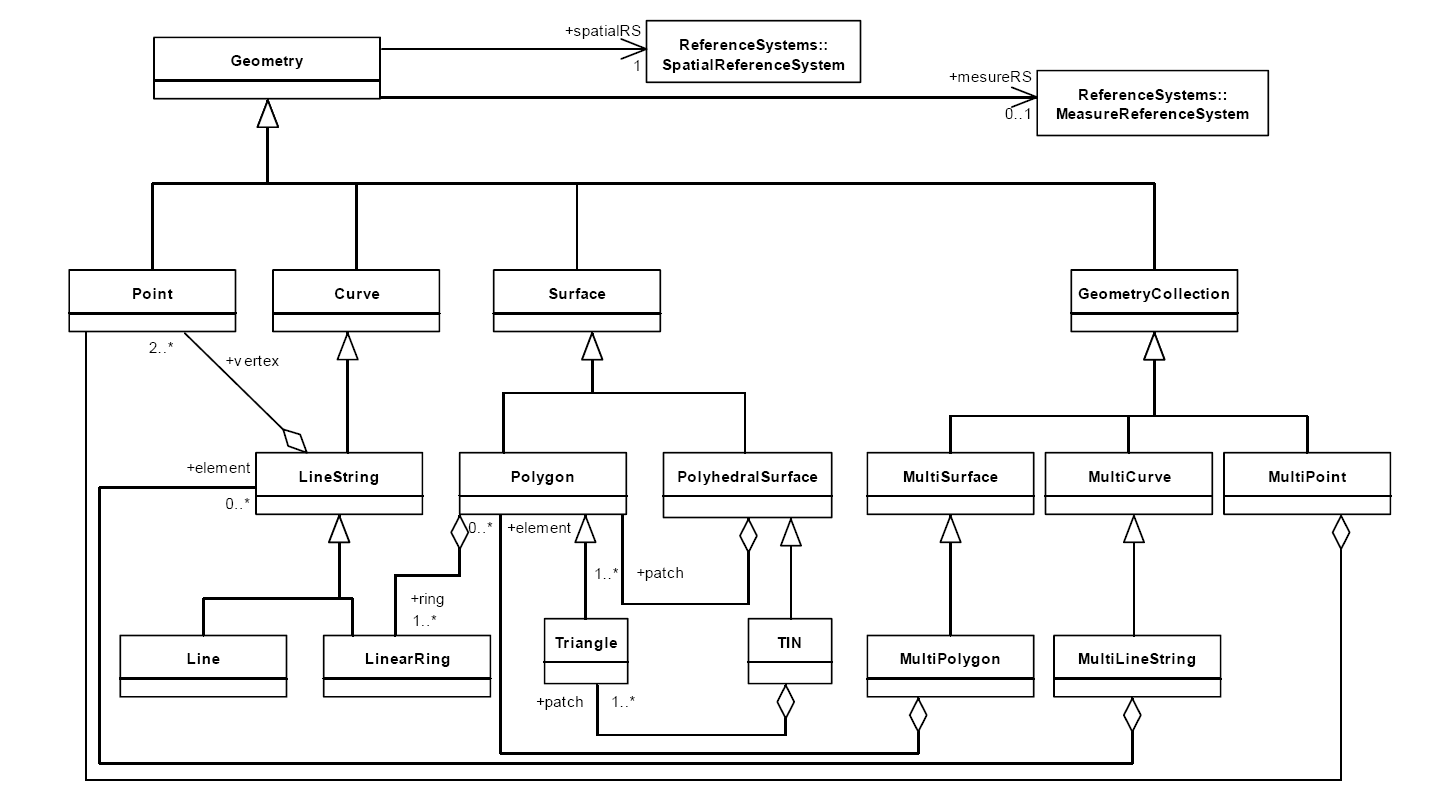 +spatialRS
ReferenceSystems::
Geometry
1
SpatialReferenceSystem
+mesureRS
ReferenceSystems::
0..1
MeasureReferenceSystem
Point
Curve
Surface
GeometryCollection
2..*
+vertex
+element
LineString
Polygon
PolyhedralSurface
MultiSurface
MultiCurve
MultiPoint
0..*
0..*
+element
1..*
+patch
+ring
1..*
Triangle
TIN
Line
LinearRing
MultiPolygon
MultiLineString
+patch
1..*